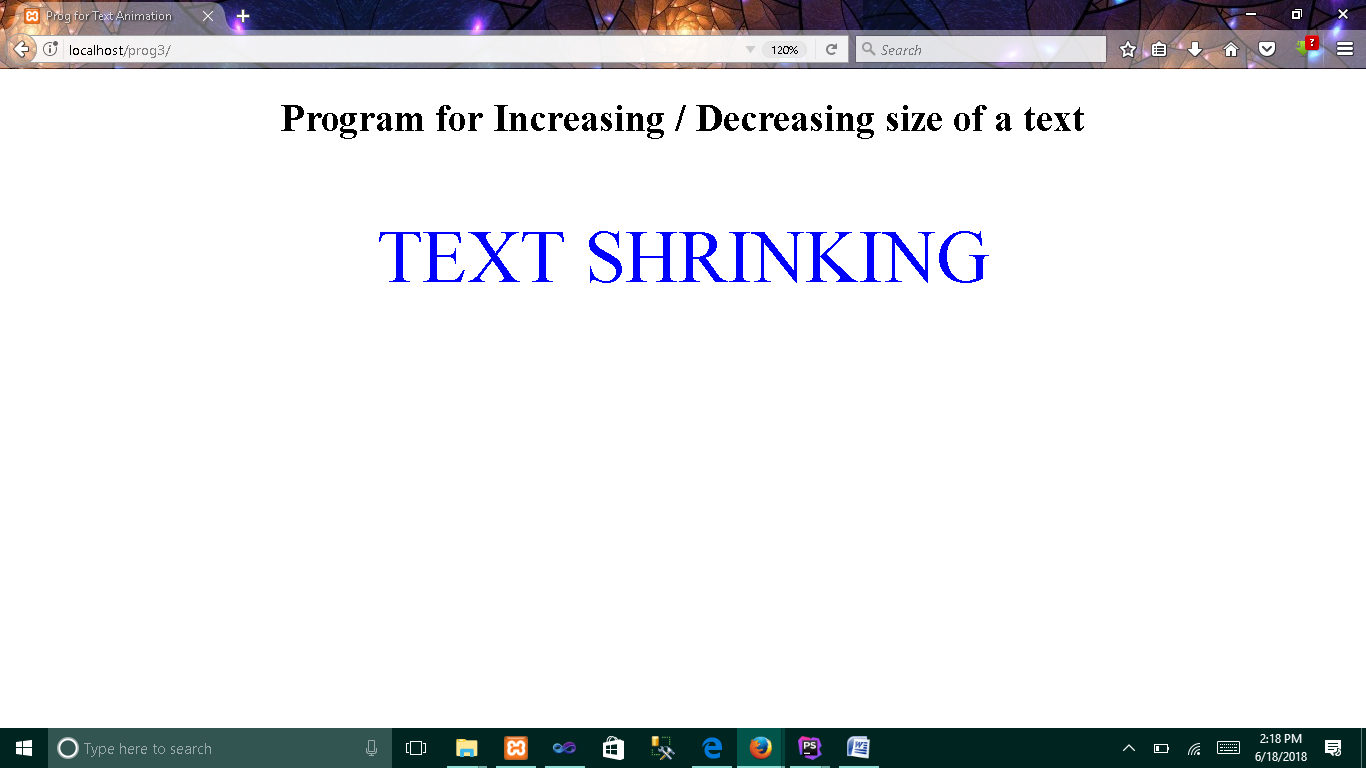 Prog for Text Animation
localhost/prog3/
120%
Search
?
Program for Increasing / Decreasing size of a text
TEXT SHRINKING
Type here to search
PS
W
2:18 PM
6/18/2018